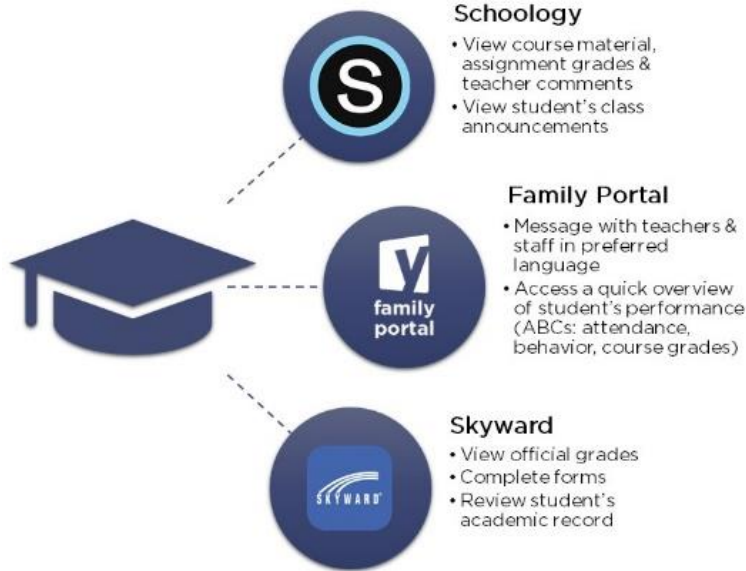 Schoology
• View course material,
assignment grades &
teacher comments
• View student's class
announcements
S
Family Portal
• Message with teachers &
staff in preferred
language
• Access a quick overview
of student's performance
(ABCs: attendance,
behavior, course grades)
y
family
portal
Skyward
• View official grades
• Complete forms
• Review student's
academic record
SKYWARD